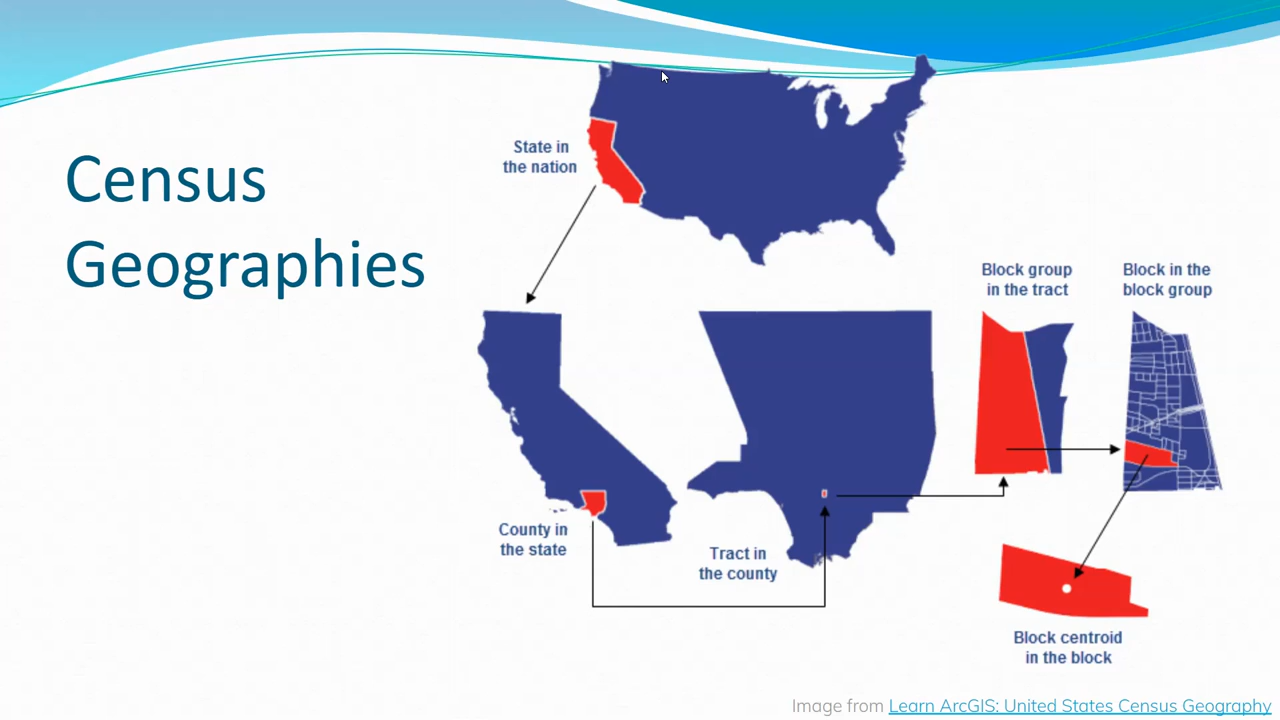 Census
Geographies
State in
the nation
County in
the state
Tract in
the county
Block group
in the tract
Block in the
block group
Block centroid
in the block
Image from Learn ArcGIS: United States Census Geography